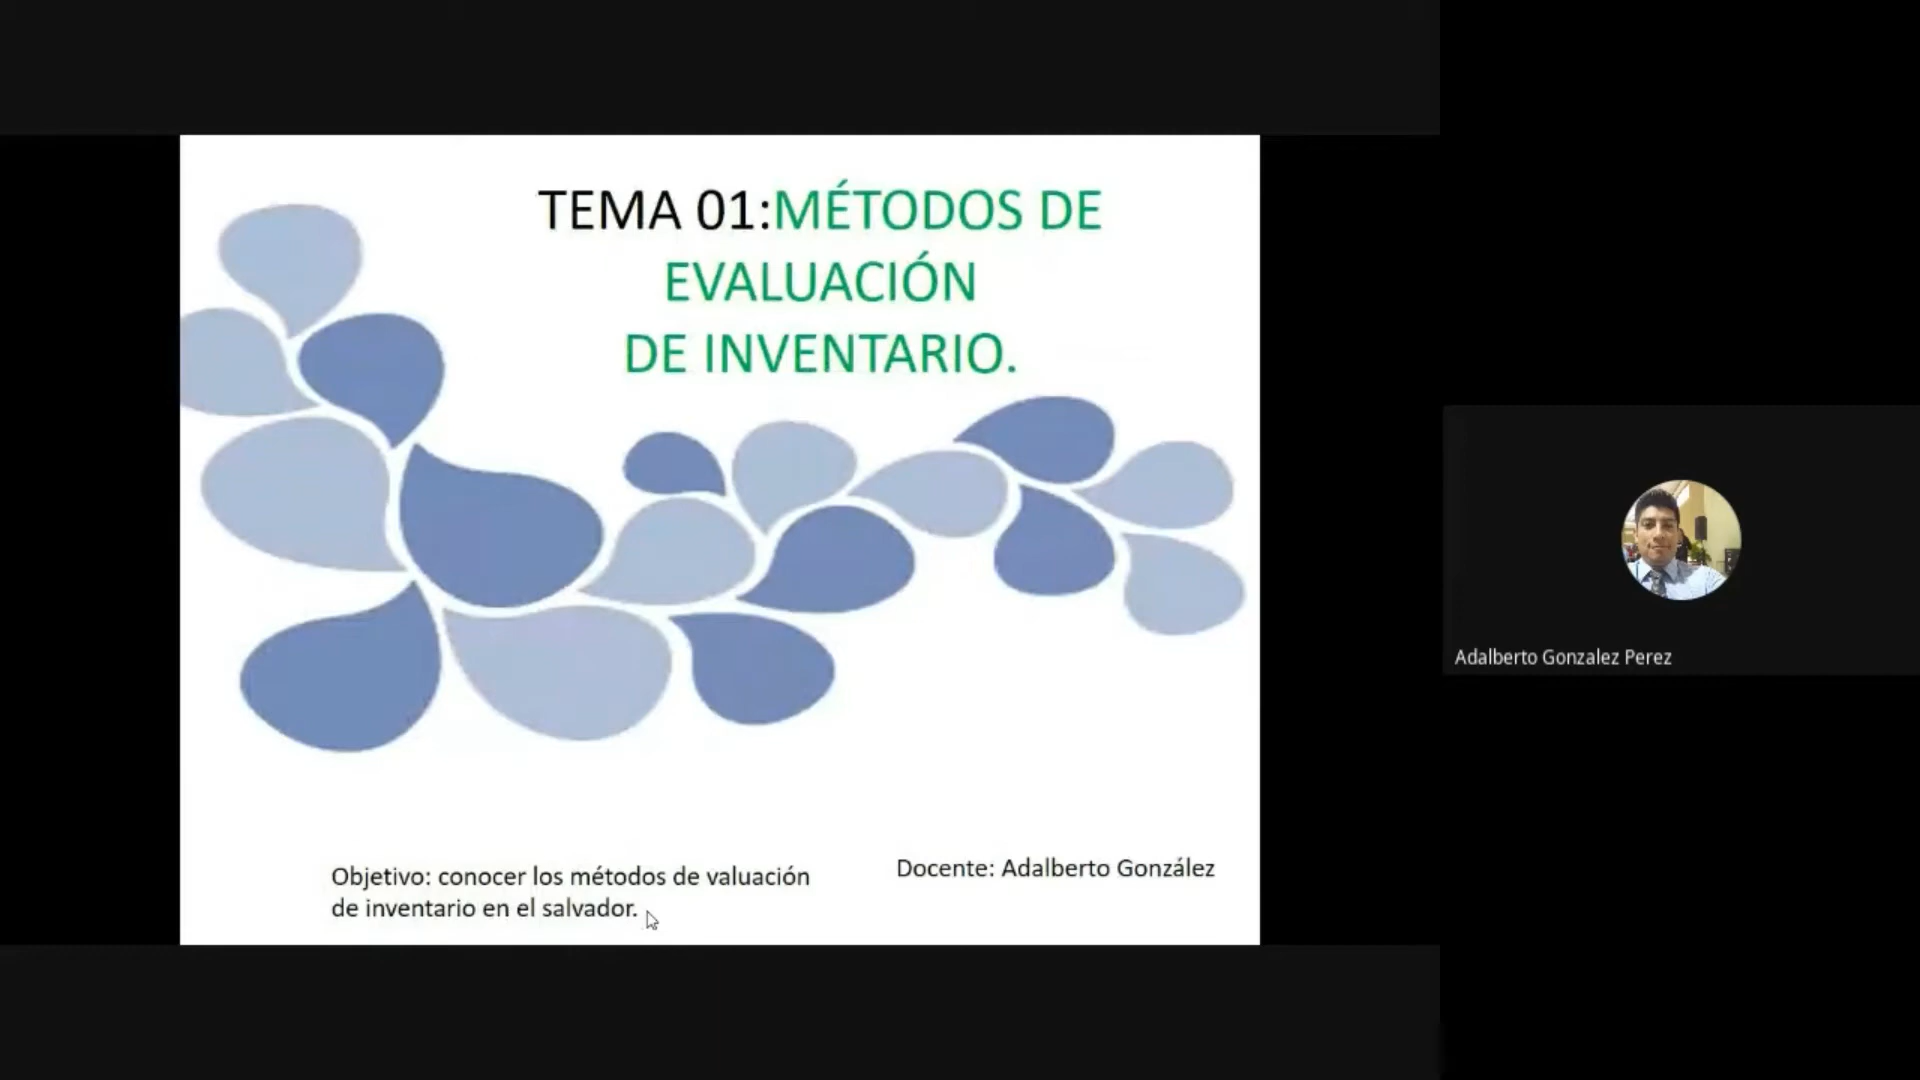 TEMA 01:MÉTODOS DE
EVALUACIÓN
DE INVENTARIO.
Objetivo: conocer los métodos de valuación
de inventario en el salvador.
Docente: Adalberto González
Adalberto Gonzalez Perez